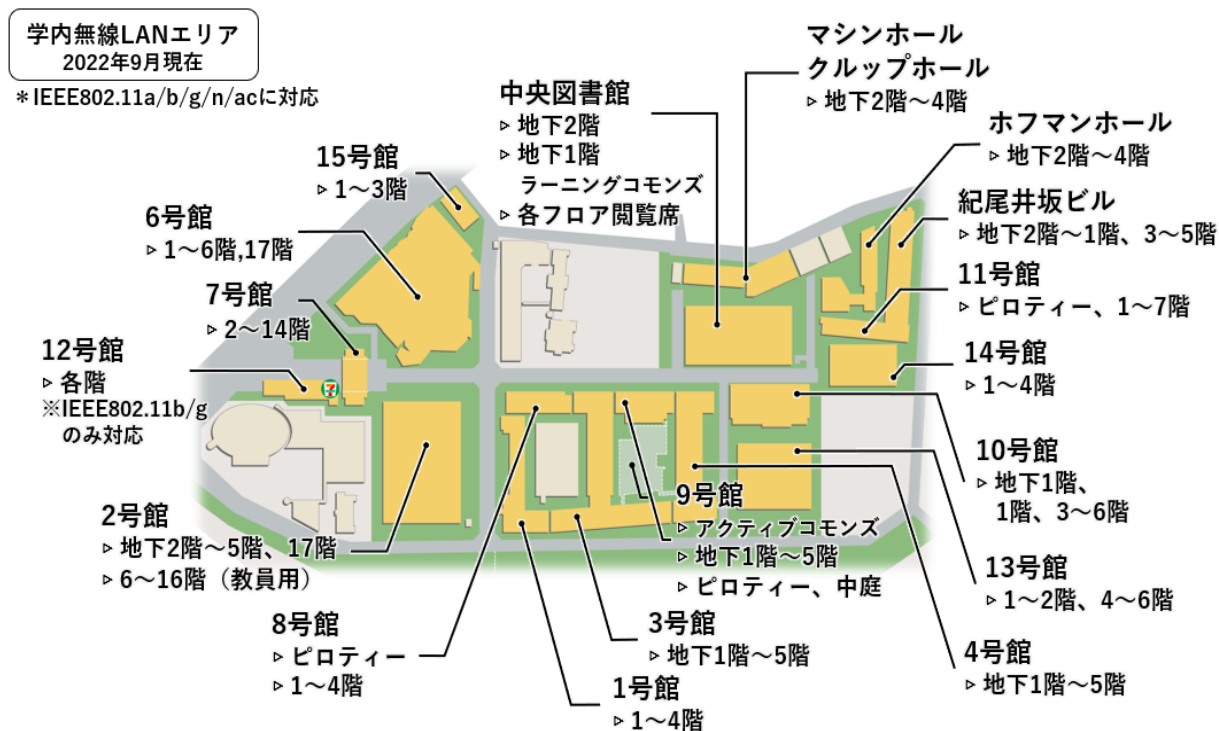 学内無線LANエリア
2022年9月現在
＊IEEE802.11a/b/g/n/acに対応
マシンホール
クルップホール
▹ 地下2階～4階
中央図書館
▹ 地下2階
▹ 地下1階
ラーニングコモンズ
▹ 各フロア閲覧席
ホフマンホール
▹ 地下2階～4階
15号館
▹ 1～3階
紀尾井坂ビル
▹ 地下2階～1階、3～5階
6号館
▹ 1～6階,17階
11号館
▹ ピロティー、1～7階
7号館
▹ 2～14階
12号館
▹ 各階
※IEEE802.11b/g
のみ対応
7
14号館
▹ 1～4階
10号館
▹ 地下1階、
1階、3～6階
9号館
▹ アクティブコモンズ
▹ 地下1階～5階
▹ ピロティー、中庭
2号館
▹ 地下2階～5階、17階
▹ 6～16階（教員用）
13号館
▹ 1～2階、4～6階
8号館
▹ ピロティー
▹ 1～4階
3号館
▹ 地下1階～5階
4号館
▹ 地下1階～5階
1号館
▹ 1～4階